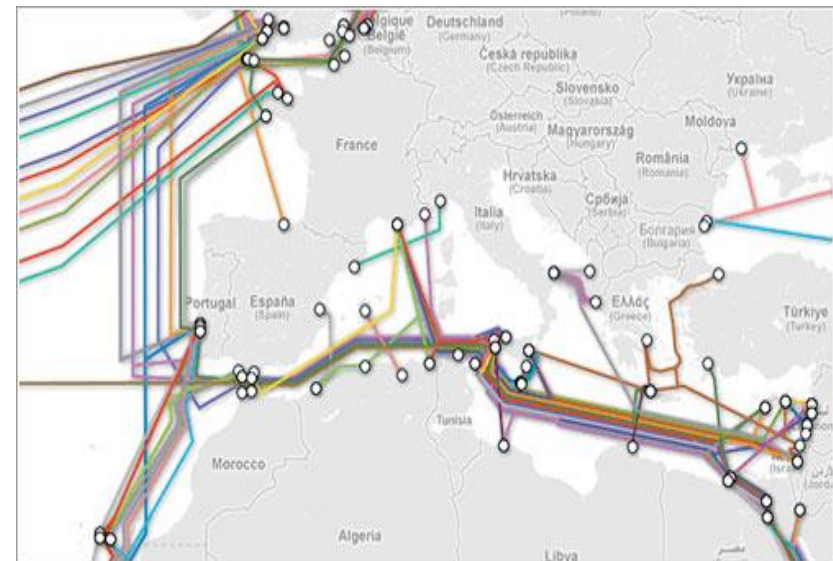 België
(Belgium)
Deutschland
(Germany)
Česká republika
(Czech Republic)
Slovensko
(Slovakia)
Україна
(Ukraine)
Österreich
(Austria)
Magyarország
(Hungary)
Moldova
France
România
(Romania)
Hrvatska
(Croatia)
Србија
(Serbia)
Italia
(Italy)
България
(Bulgaria)
Portugal
España
(Spain)
Ελλάς
(Greece)
Türkiye
(Turkey)
Tunisia
Morocco
Algeria
Libya
مصر